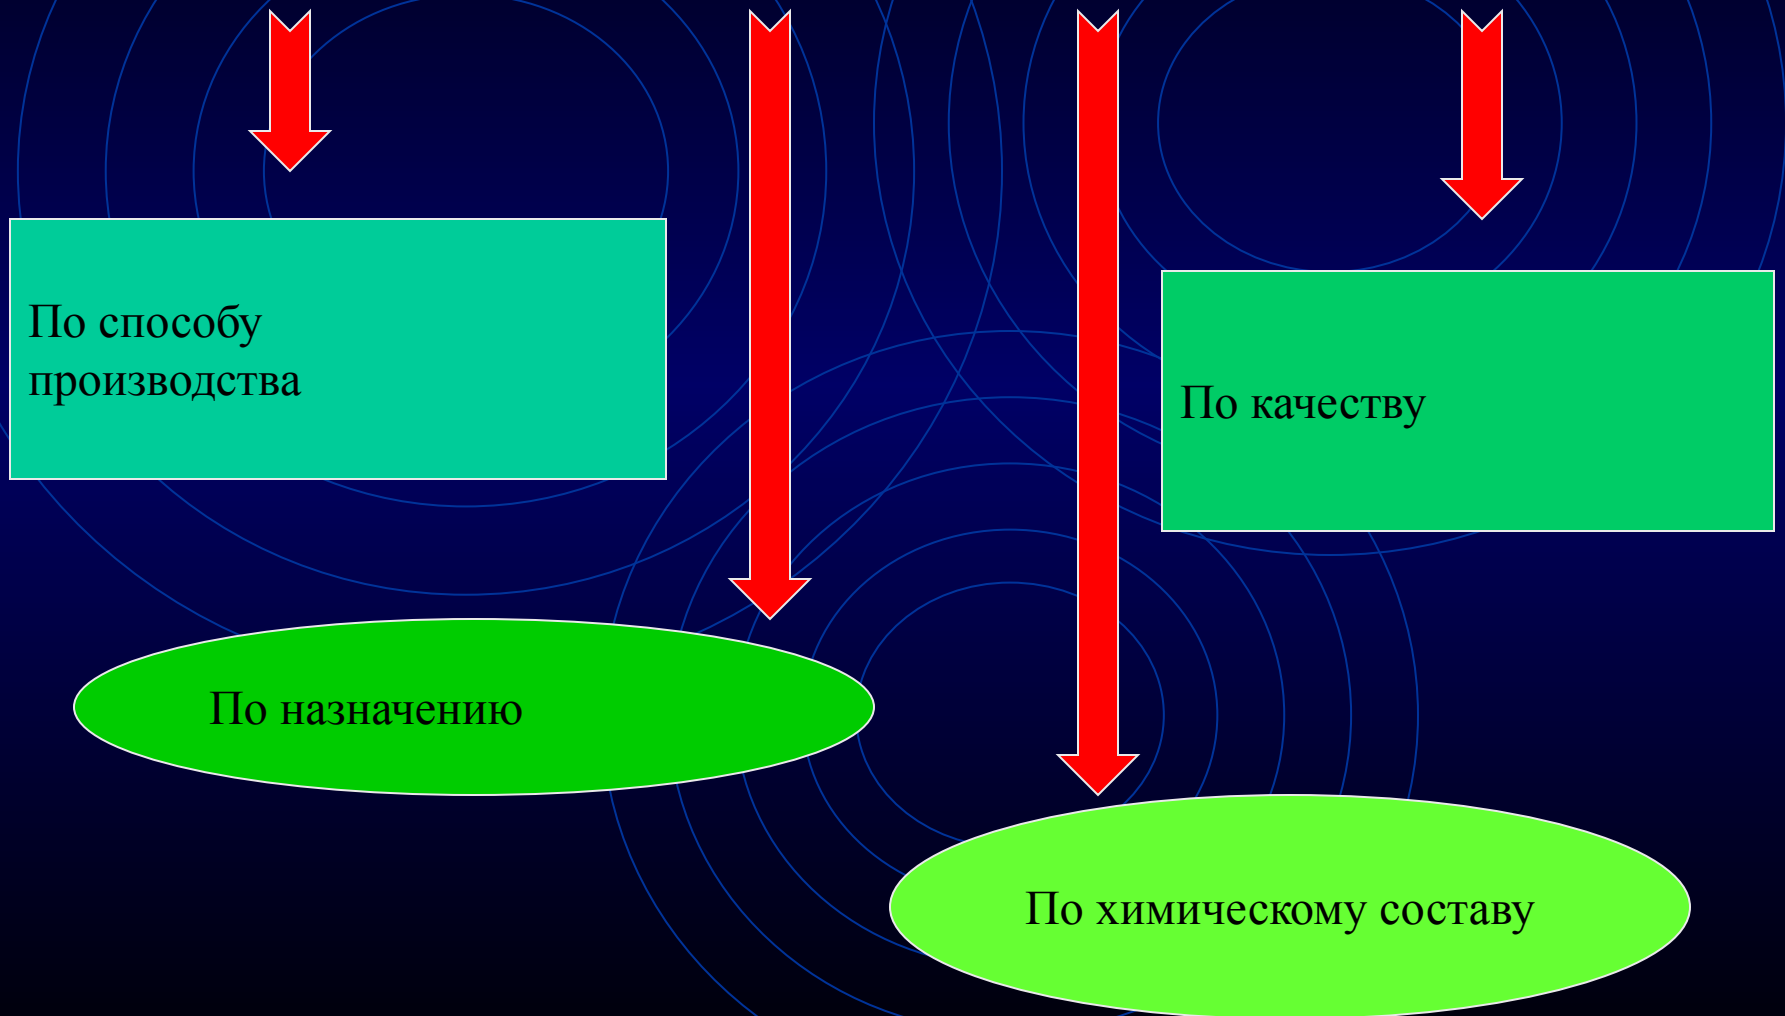 По способу
производства
По качеству
По назначению
По химическому составу